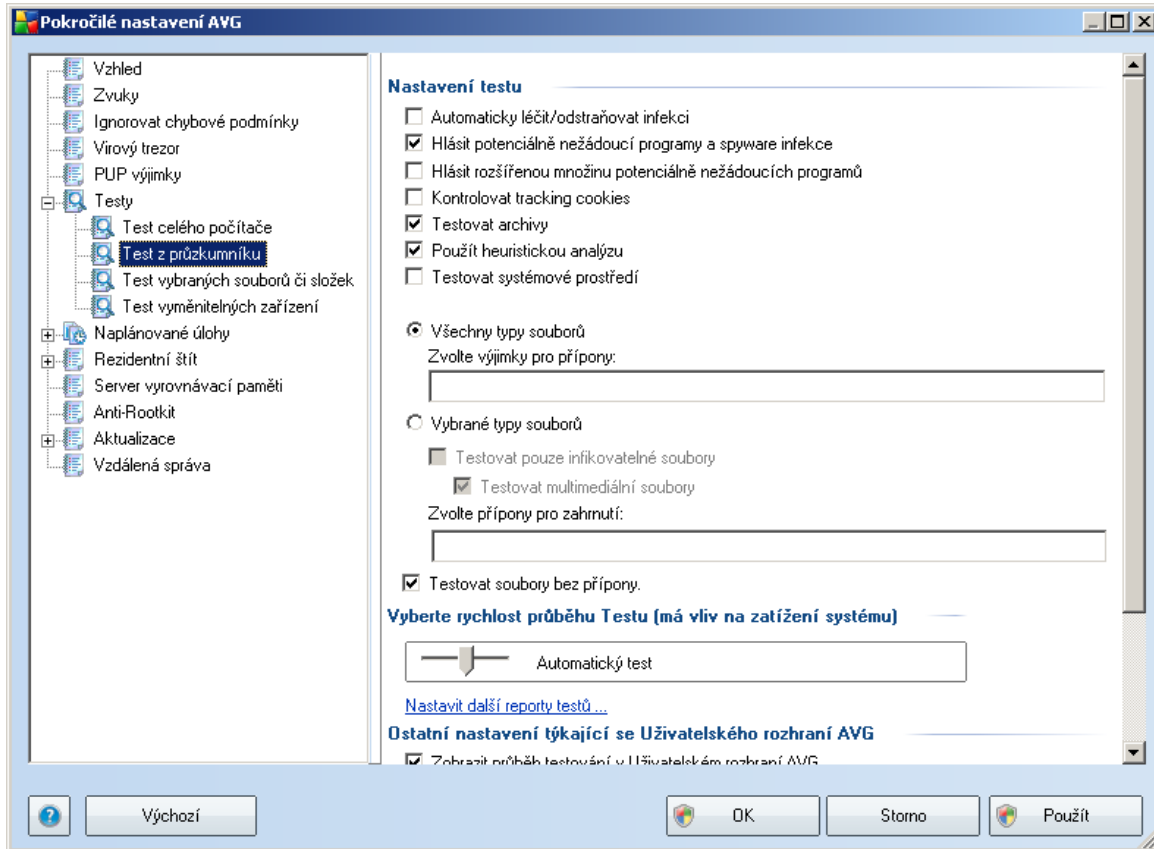 Pokročilé nastavení AVG
Vzhled
Zvuky
Ignorovat chybové podmínky
Virový trezor
PUP výjimky
Testy
Test celého počítače
Test z průzkumníku
Test vybraných souborů či složek
Test vyměnitelných zařízení
Naplánované úlohy
Rezidentní štít
Server vyrovnávací paměti
Anti-Rootkit
Aktualizace
Vzdálená správa
Nastavení testu
Automaticky léčit/odstraňovat infekci
Hlásit potenciálně nežádoucí programy a spyware infekce
Hlásit rozšířenou množinu potenciálně nežádoucích programů
Kontrolovat tracking cookies
Testovat archivy
Použít heuristickou analýzu
Testovat systémové prostředí
Všechny typy souborů
Zvolte výjimky pro přípony:
Vybrané typy souborů
Testovat pouze infikovatelné soubory
Testovat multimediální soubory
Zvolte přípony pro zahrnutí:
Testovat soubory bez přípony.
Vyberte rychlost průběhu Testu (má vliv na zatížení systému)
Automatický test
Nastavit další reporty testů ...
Ostatní nastavení týkající se Uživatelského rozhraní AVG
Zobrazit průběh testování v Uživatelském rozhraní AVG
Výchozí
OK
Storno
Použít